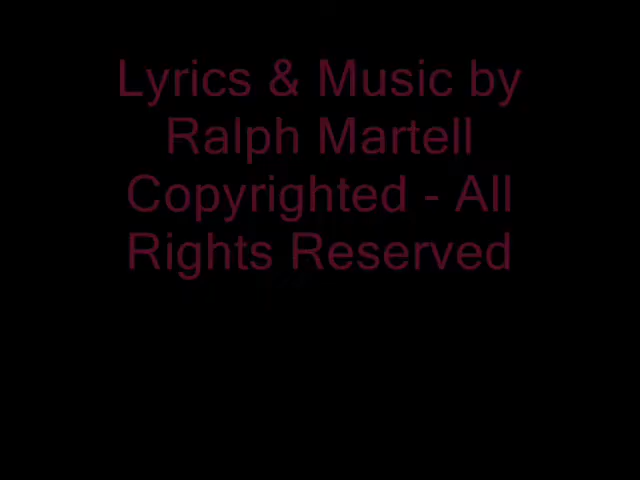 Lyrics & Music by
Ralph Martell
Copyrighted - All
Rights Reserved